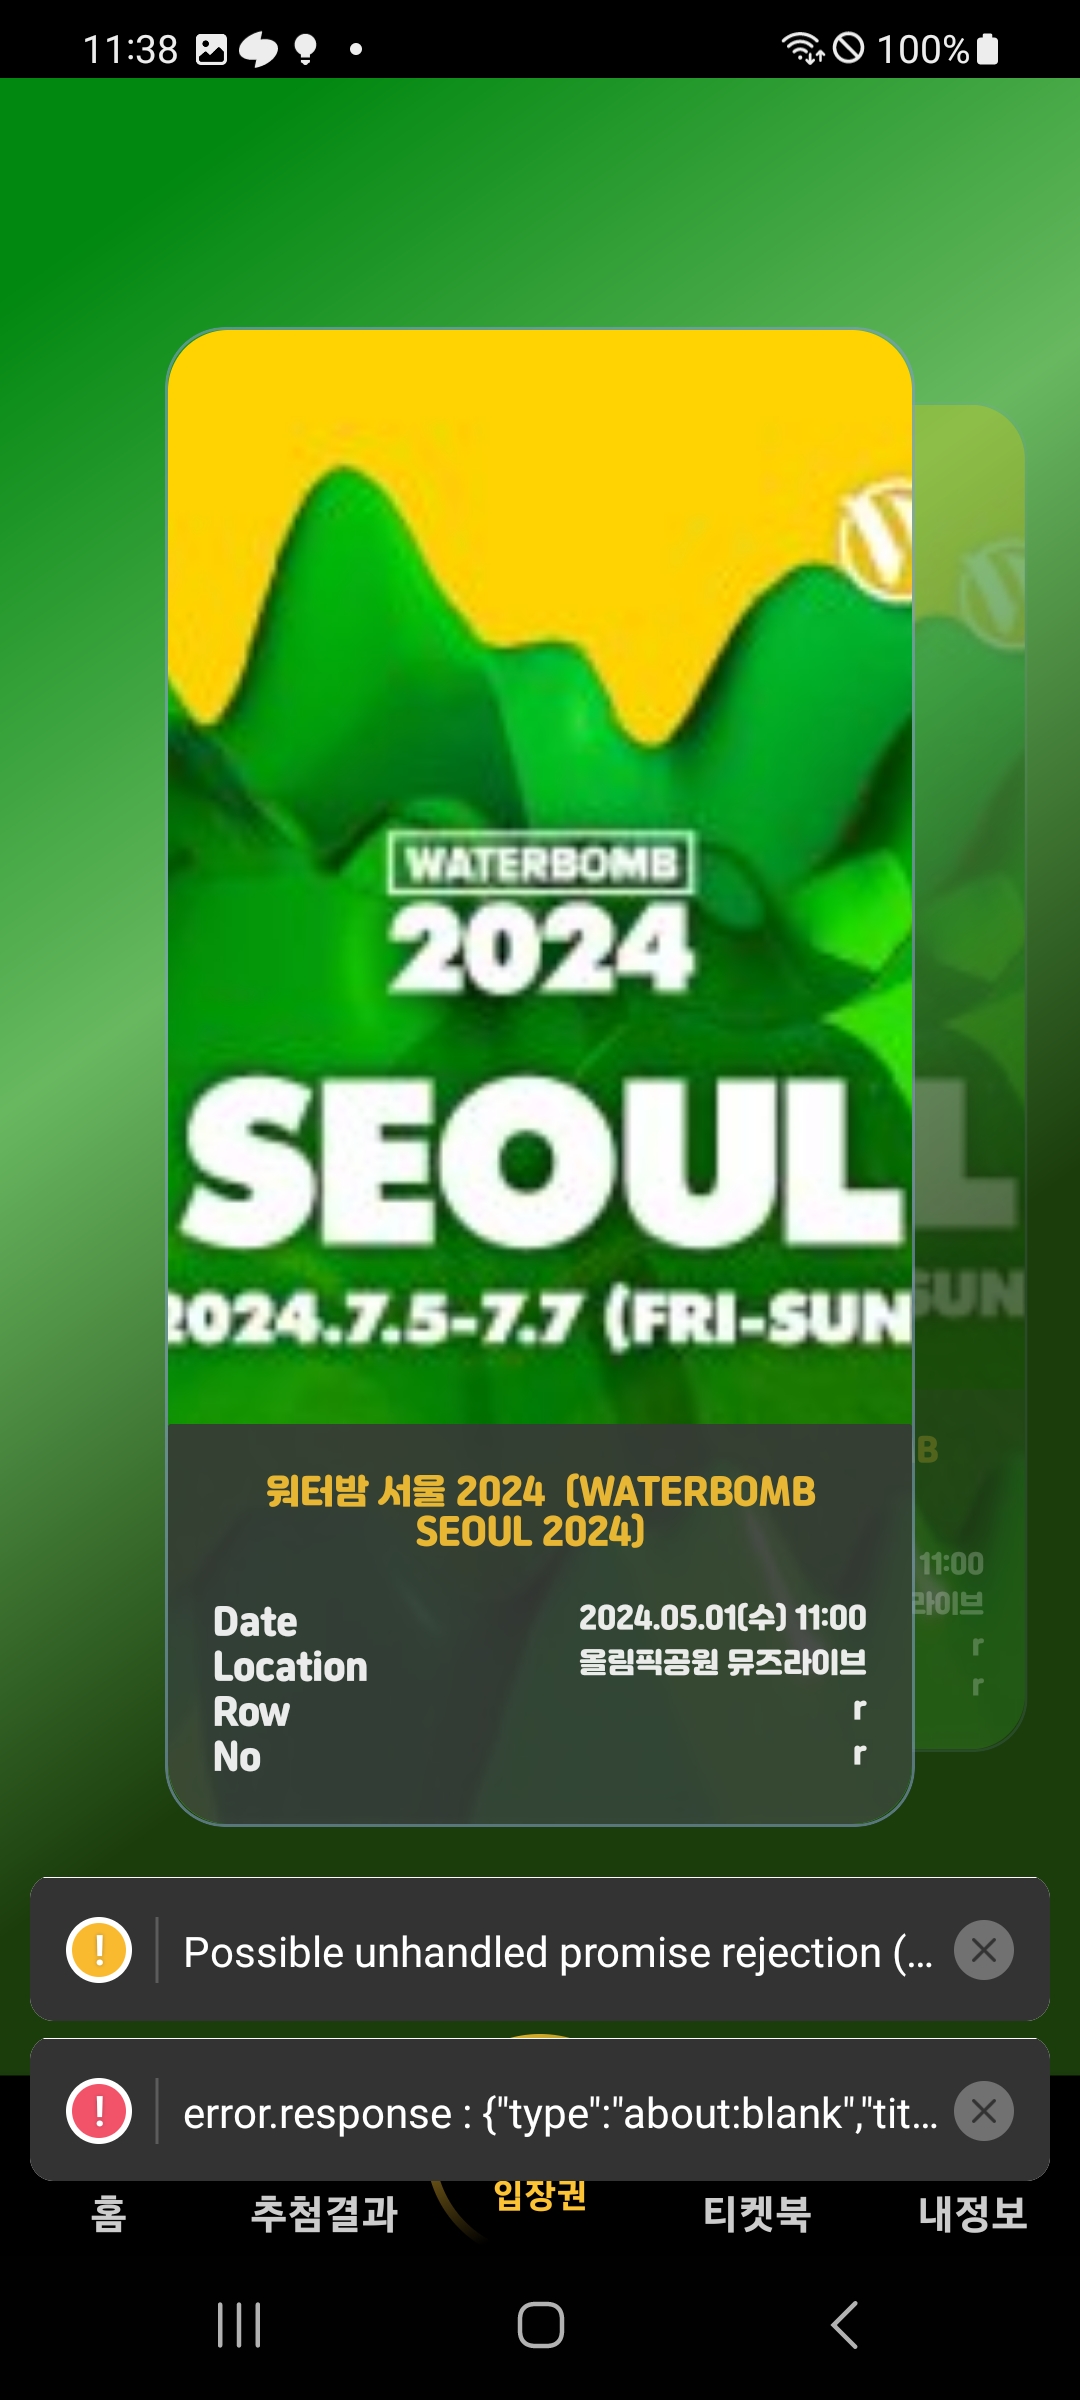 11:38
100%
WATERBOMB
2024
SEOUL
2024.7.5-7.7 (FRI-SUN
L
SUN
워터밤 서울 2024 (WATERBOMB
SEOUL 2024)
B
Date 2024.05.01(수) 11:00
Location 올림픽공원 뮤즈라이브
Row r
No r
11:00
라이브
r
r
Possible unhandled promise rejection (…
error.response : {"type":"about:blank","tit…
홈
추첨결과
입장권
티켓북
내정보